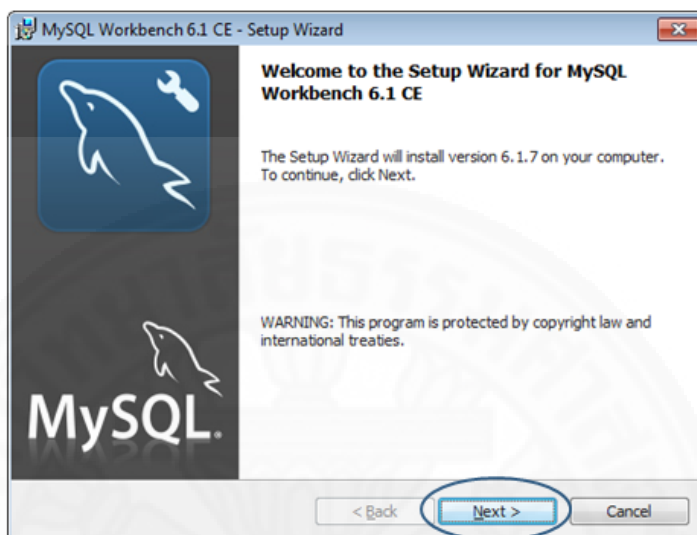 MySQL Workbench 6.1 CE - Setup Wizard
Welcome to the Setup Wizard for MySQL
Workbench 6.1 CE
The Setup Wizard will install version 6.1.7 on your computer.
To continue, click Next.
WARNING: This program is protected by copyright law and
international treaties.
MySQL.
< Back
Next >
Cancel